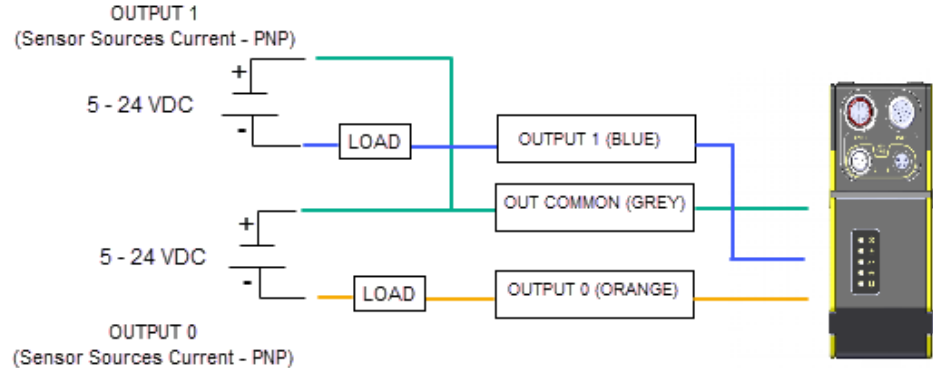 OUTPUT 1
(Sensor Sources Current - PNP)
+
5 - 24 VDC
-
LOAD
OUTPUT 1 (BLUE)
OUT COMMON (GREY)
+
5 - 24 VDC
-
LOAD
OUTPUT 0 (ORANGE)
OUTPUT 0
(Sensor Sources Current - PNP)